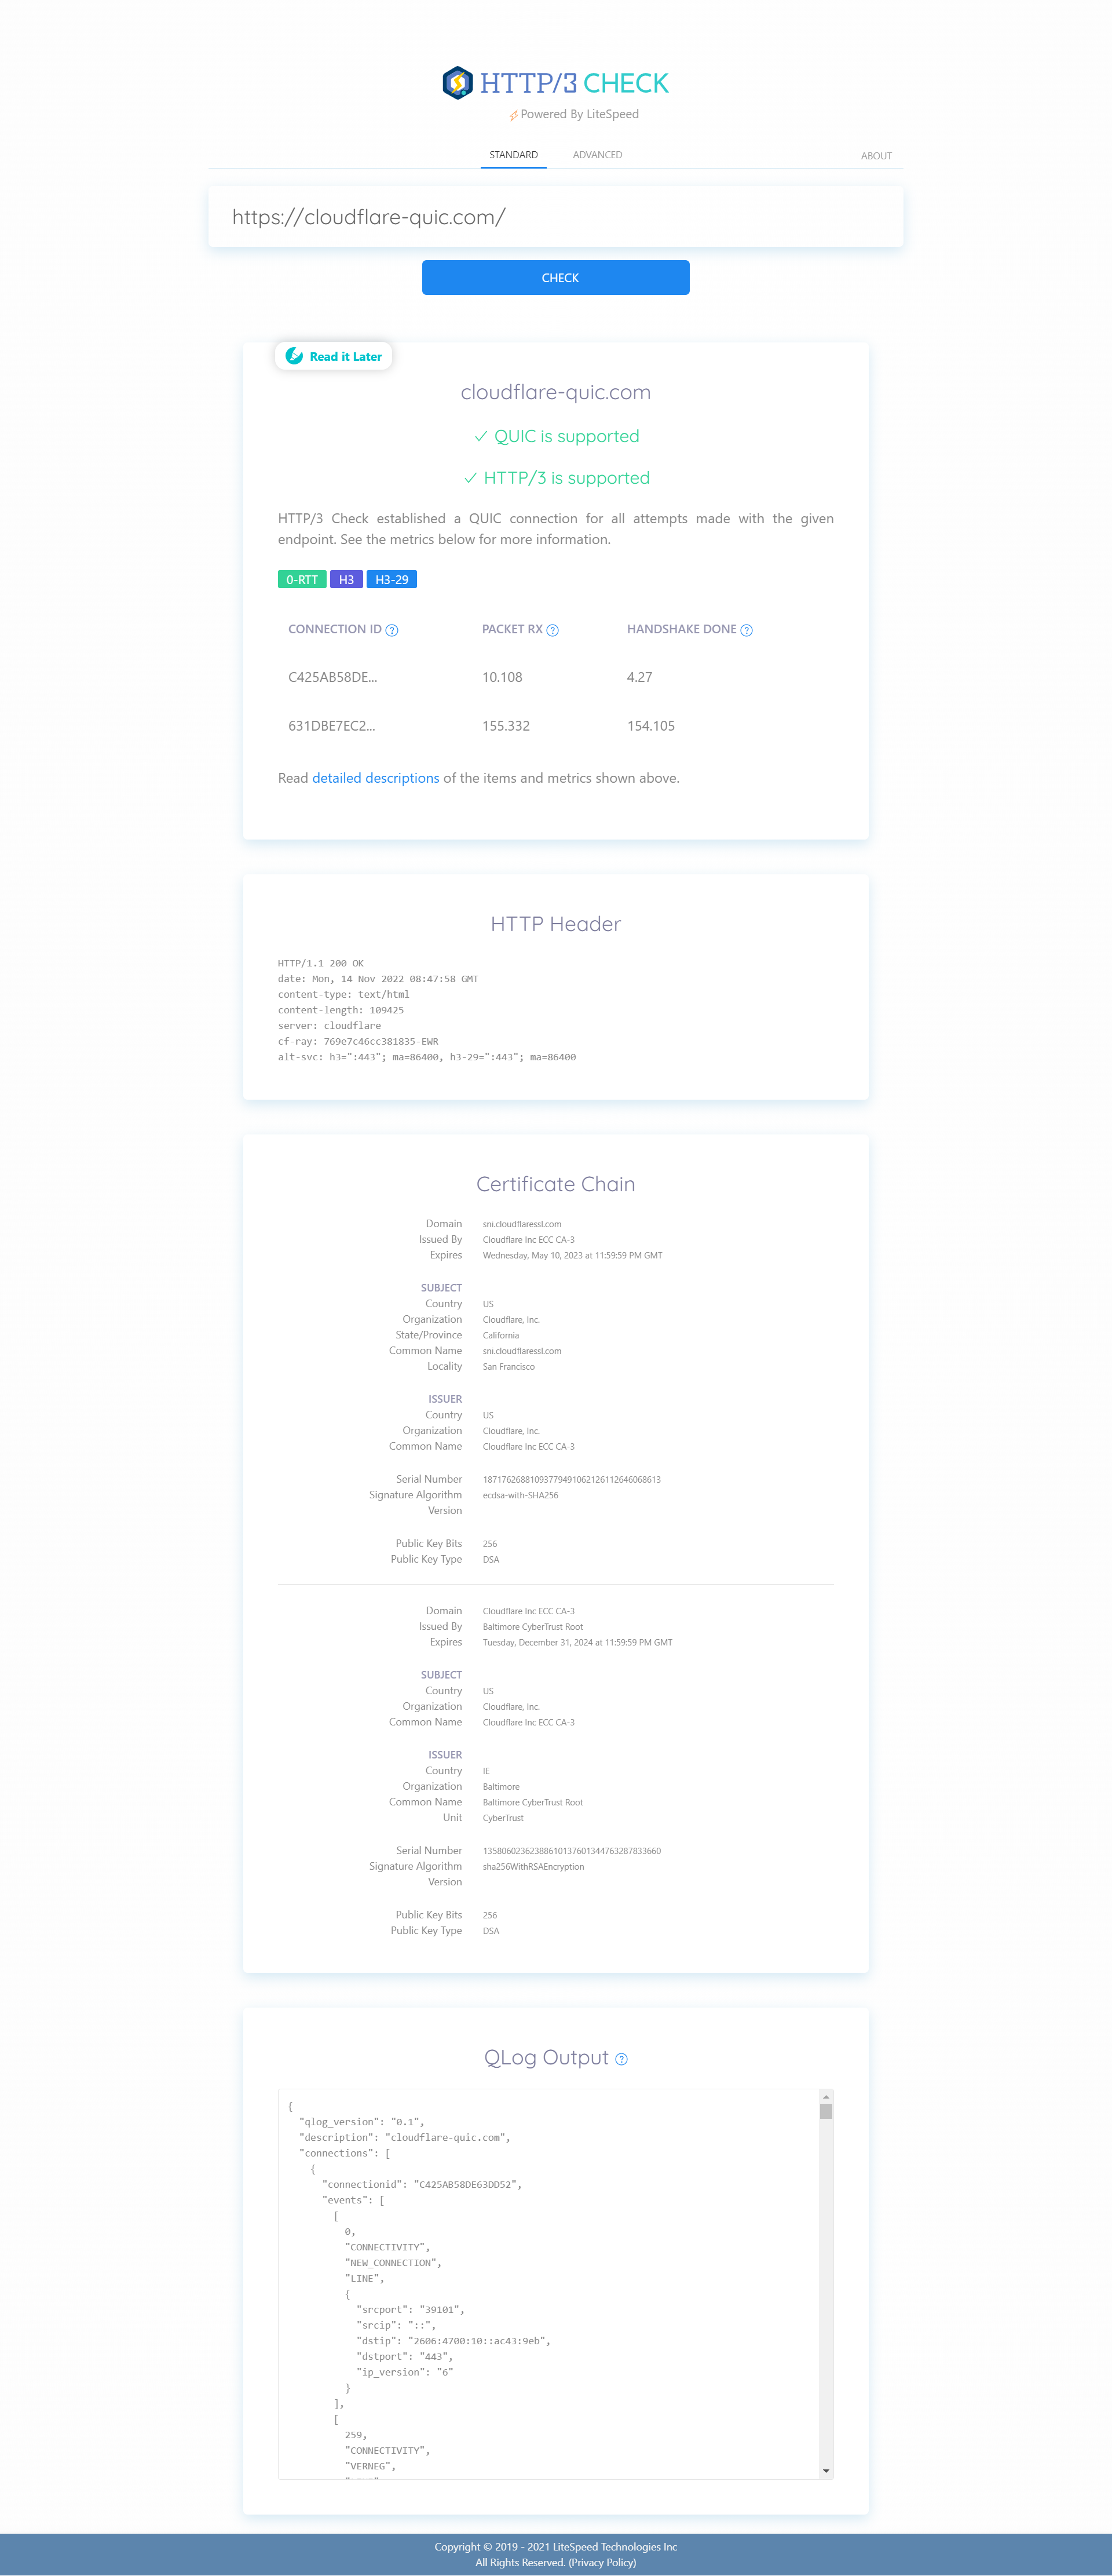 HTTP/3 CHECK
Powered By LiteSpeed
STANDARD
ADVANCED
ABOUT
https://cloudflare-quic.com/
CHECK
Read it Later
cloudflare-quic.com
QUIC is supported
HTTP/3 is supported
HTTP/3 Check established a QUIC connection for all attempts made with the given
endpoint. See the metrics below for more information.
0-RTT H3 H3-29
CONNECTION ID ? PACKET RX ? HANDSHAKE DONE ?
C425AB58DE... 10.108 4.27
631DBE7EC2... 155.332 154.105
Read detailed descriptions of the items and metrics shown above.
HTTP Header
HTTP/1.1 200 OK
date: Mon, 14 Nov 2022 08:47:58 GMT
content-type: text/html
content-length: 109425
server: cloudflare
cf-ray: 769e7c46cc381835-EWR
alt-svc: h3=":443"; ma=86400, h3-29=":443"; ma=86400
Certificate Chain
Domain sni.cloudflaressl.com
Issued By Cloudflare Inc ECC CA-3
Expires Wednesday, May 10, 2023 at 11:59:59 PM GMT
SUBJECT
Country US
Organization Cloudflare, Inc.
State/Province California
Common Name sni.cloudflaressl.com
Locality San Francisco
ISSUER
Country US
Organization Cloudflare, Inc.
Common Name Cloudflare Inc ECC CA-3
Serial Number 18717626881093779491062126112646068613
Signature Algorithm ecdsa-with-SHA256
Version
Public Key Bits 256
Public Key Type DSA
Domain Cloudflare Inc ECC CA-3
Issued By Baltimore CyberTrust Root
Expires Tuesday, December 31, 2024 at 11:59:59 PM GMT
SUBJECT
Country US
Organization Cloudflare, Inc.
Common Name Cloudflare Inc ECC CA-3
ISSUER
Country IE
Organization Baltimore
Common Name Baltimore CyberTrust Root
Unit CyberTrust
Serial Number 13580602362388610137601344763287833660
Signature Algorithm sha256WithRSAEncryption
Version
Public Key Bits 256
Public Key Type DSA
QLog Output ?
{
"qlog_version": "0.1",
"description": "cloudflare-quic.com",
"connections": [
{
"connectionid": "C425AB58DE63DD52",
"events": [
[
0,
"CONNECTIVITY",
"NEW_CONNECTION",
"LINE",
{
"srcport": "39101",
"srcip": "::",
"dstip": "2606:4700:10::ac43:9eb",
"dstport": "443",
"ip_version": "6"
}
],
[
259,
"CONNECTIVITY",
"VERNEG",
Copyright © 2019 - 2021 LiteSpeed Technologies Inc
All Rights Reserved. (Privacy Policy)